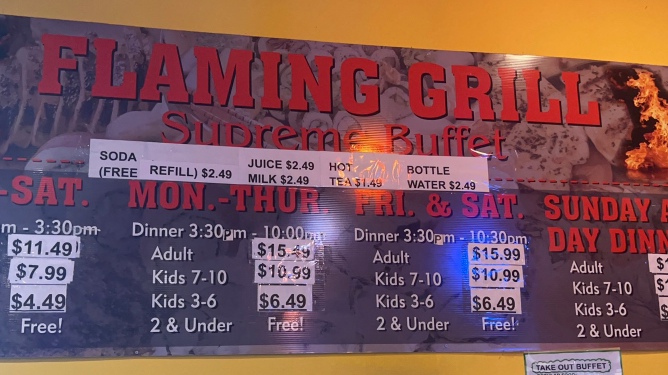 FLAMING GRILL
Supreme Buffet
SODA
(FREE REFILL) $2.49
JUICE $2.49
MILK $2.49
HOT
TEA $1.49
BOTTLE
WATER $2.49
-SAT.
m - 3:30pm
$11.49
$7.99
$4.49
Free!
MON.-THUR.
Dinner 3:30pm - 10:00pm
Adult $15.49
Kids 7-10 $10.99
Kids 3-6 $6.49
2 & Under Free!
FRI. & SAT.
Dinner 3:30pm - 10:30pm
Adult $15.99
Kids 7-10 $10.99
Kids 3-6 $6.49
2 & Under Free!
SUNDAY A
DAY DINN
Adult
Kids 7-10
Kids 3-6
2 & Under
TAKE OUT BUFFET